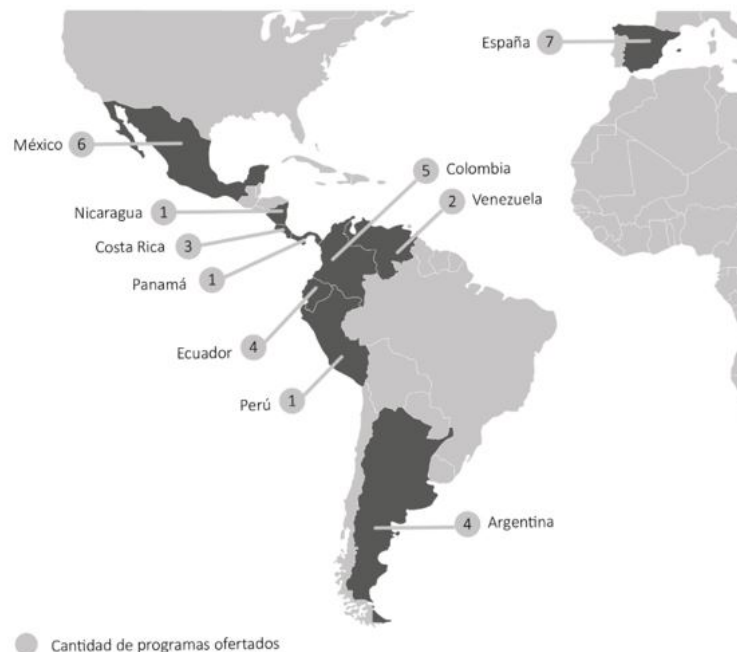 España 7
México 6
5 Colombia
2 Venezuela
Nicaragua 1
Costa Rica 3
Panamá 1
Ecuador 4
Perú 1
4 Argentina
Cantidad de programas ofertados